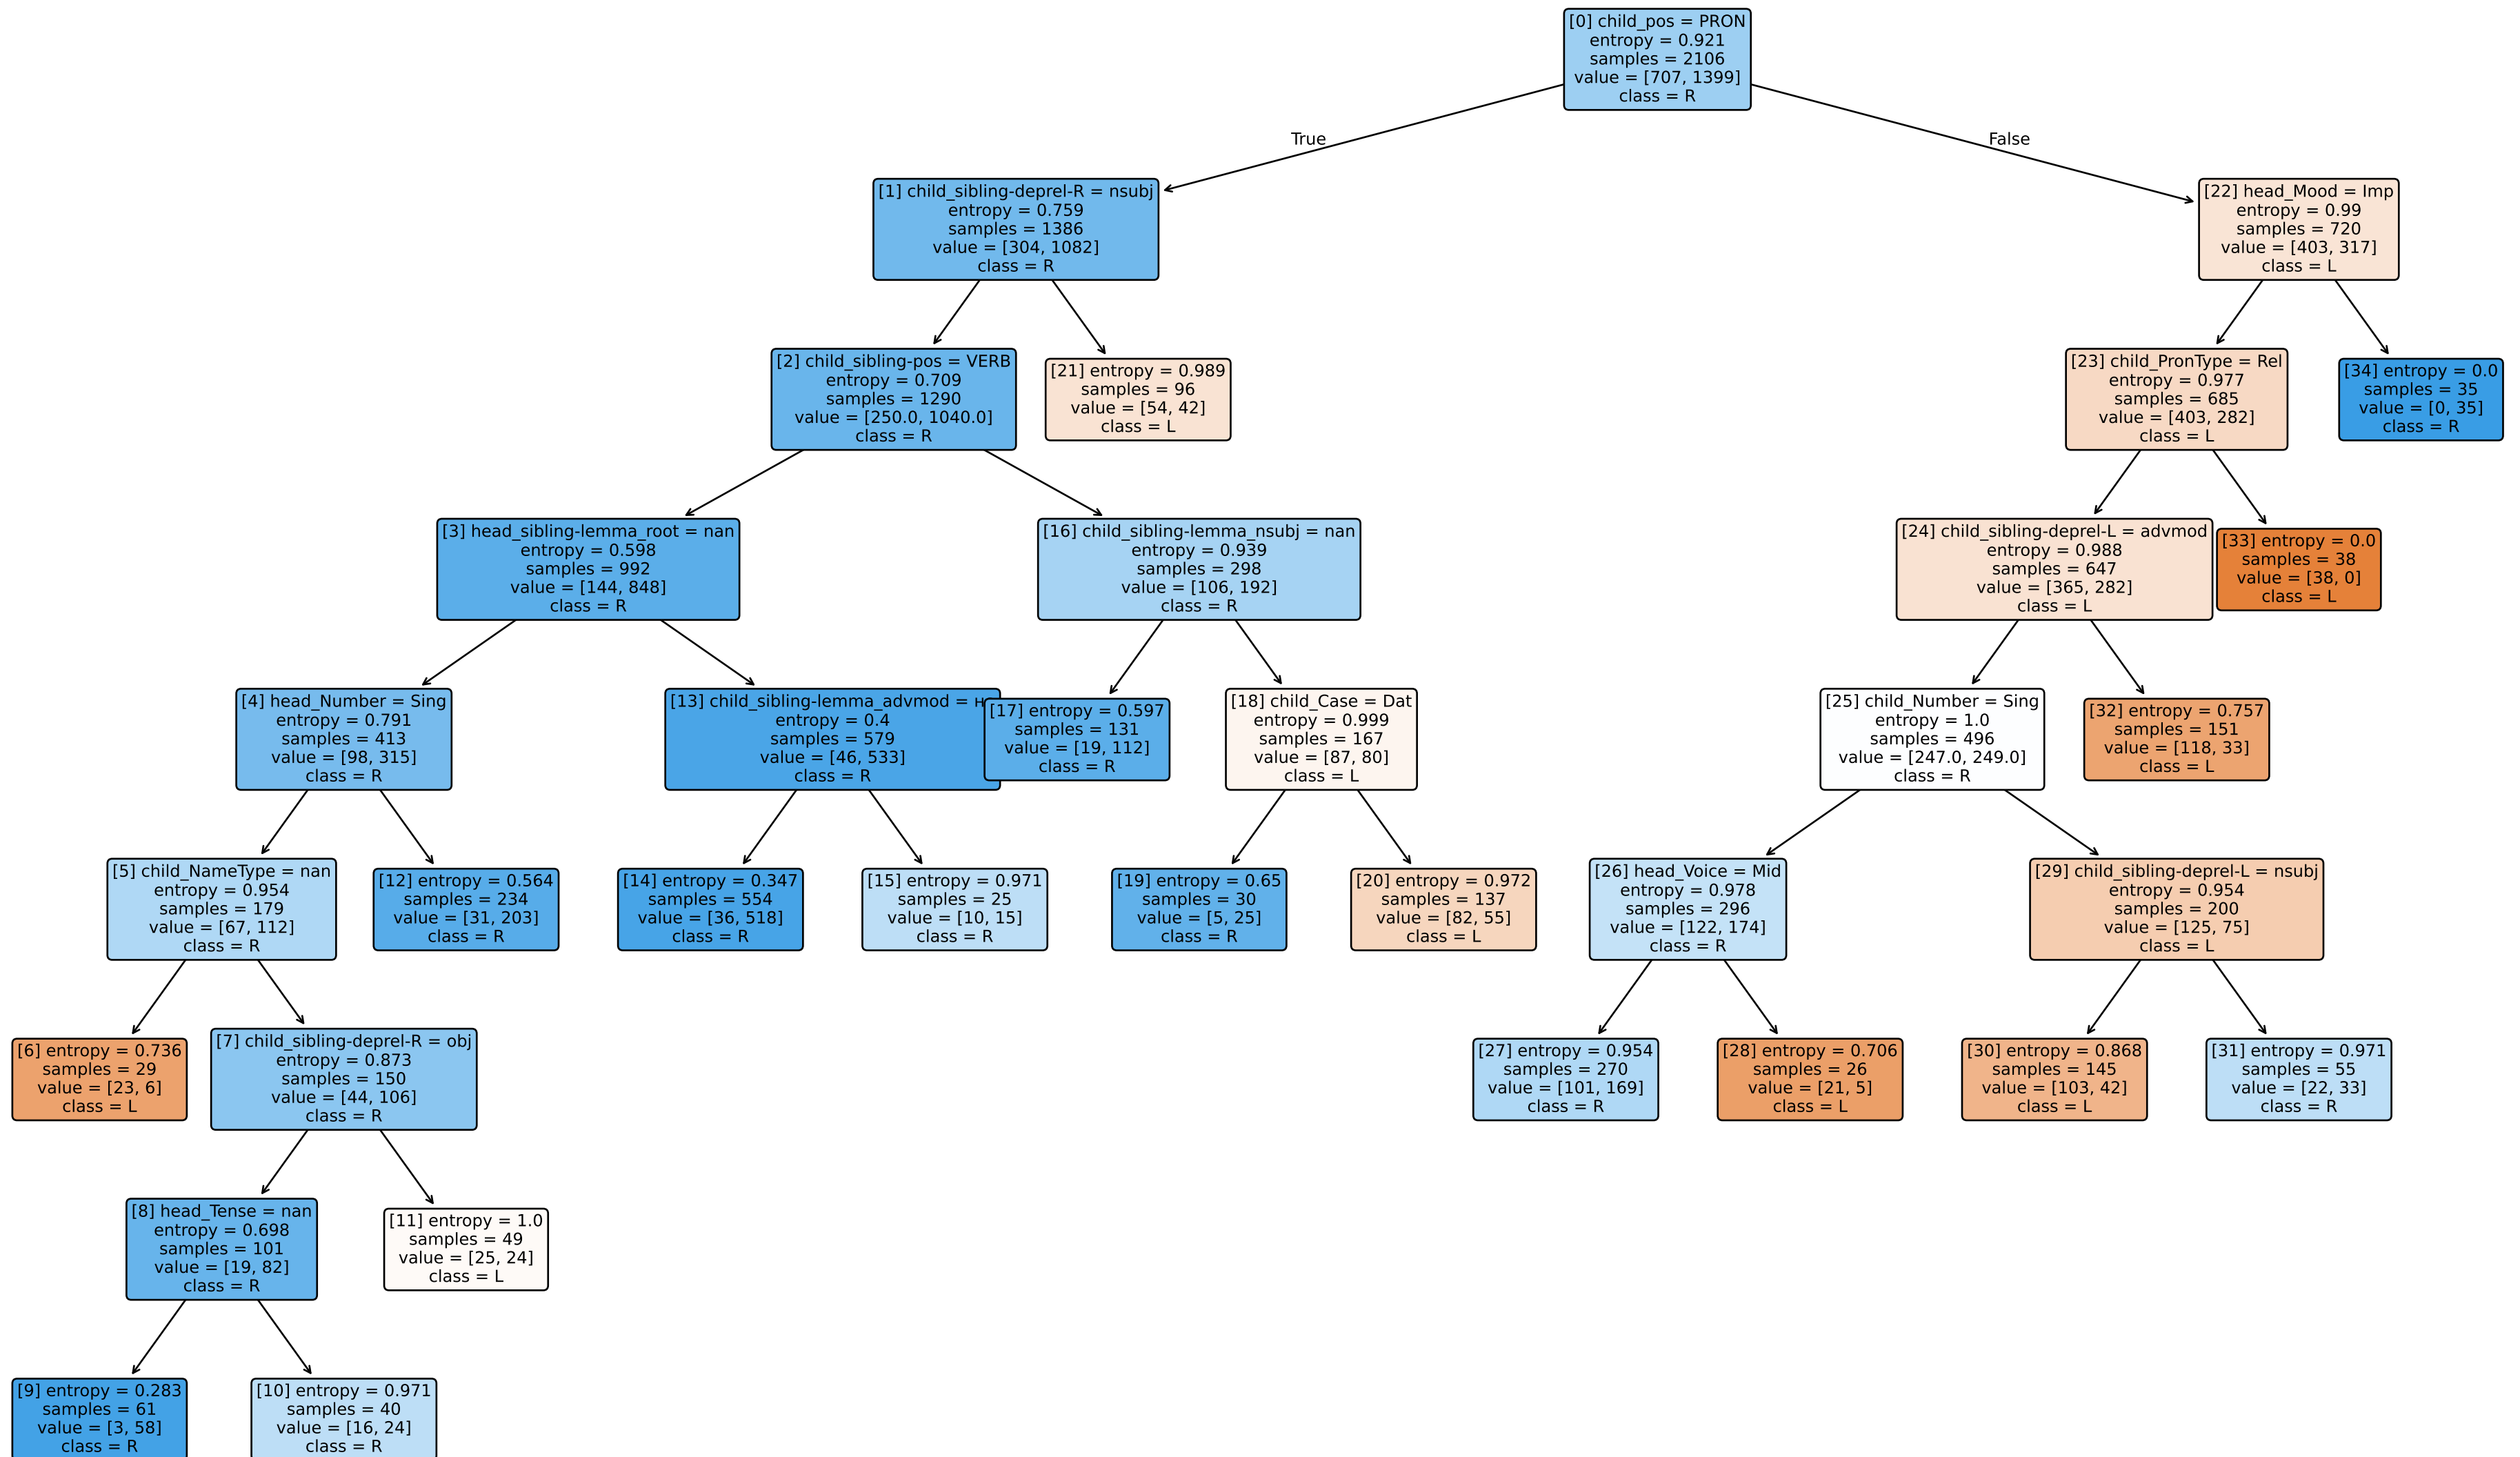 [0] child_pos = PRON
entropy = 0.921
samples = 2106
value = [707, 1399]
class = R
True
False
[1] child_sibling-deprel-R = nsubj
entropy = 0.759
samples = 1386
value = [304, 1082]
class = R
[22] head_Mood = Imp
entropy = 0.99
samples = 720
value = [403, 317]
class = L
[2] child_sibling-pos = VERB
entropy = 0.709
samples = 1290
value = [250.0, 1040.0]
class = R
[21] entropy = 0.989
samples = 96
value = [54, 42]
class = L
[23] child_PronType = Rel
entropy = 0.977
samples = 685
value = [403, 282]
class = L
[34] entropy = 0.0
samples = 35
value = [0, 35]
class = R
[3] head_sibling-lemma_root = nan
entropy = 0.598
samples = 992
value = [144, 848]
class = R
[16] child_sibling-lemma_nsubj = nan
entropy = 0.939
samples = 298
value = [106, 192]
class = R
[24] child_sibling-deprel-L = advmod
entropy = 0.988
samples = 647
value = [365, 282]
class = L
[33] entropy = 0.0
samples = 38
value = [38, 0]
class = L
[4] head_Number = Sing
entropy = 0.791
samples = 413
value = [98, 315]
class = R
[13] child_sibling-lemma_advmod =
entropy = 0.4
samples = 579
value = [46, 533]
class = R
[17] entropy = 0.597
samples = 131
value = [19, 112]
class = R
[18] child_Case = Dat
entropy = 0.999
samples = 167
value = [87, 80]
class = L
[25] child_Number = Sing
entropy = 1.0
samples = 496
value = [247.0, 249.0]
class = R
[32] entropy = 0.757
samples = 151
value = [118, 33]
class = L
[5] child_NameType = nan
entropy = 0.954
samples = 179
value = [67, 112]
class = R
[12] entropy = 0.564
samples = 234
value = [31, 203]
class = R
[14] entropy = 0.347
samples = 554
value = [36, 518]
class = R
[15] entropy = 0.971
samples = 25
value = [10, 15]
class = R
[19] entropy = 0.65
samples = 30
value = [5, 25]
class = R
[20] entropy = 0.972
samples = 137
value = [82, 55]
class = L
[26] head_Voice = Mid
entropy = 0.978
samples = 296
value = [122, 174]
class = R
[29] child_sibling-deprel-L = nsubj
entropy = 0.954
samples = 200
value = [125, 75]
class = L
[6] entropy = 0.736
samples = 29
value = [23, 6]
class = L
[7] child_sibling-deprel-R = obj
entropy = 0.873
samples = 150
value = [44, 106]
class = R
[27] entropy = 0.954
samples = 270
value = [101, 169]
class = R
[28] entropy = 0.706
samples = 26
value = [21, 5]
class = L
[30] entropy = 0.868
samples = 145
value = [103, 42]
class = L
[31] entropy = 0.971
samples = 55
value = [22, 33]
class = R
[8] head_Tense = nan
entropy = 0.698
samples = 101
value = [19, 82]
class = R
[11] entropy = 1.0
samples = 49
value = [25, 24]
class = L
[9] entropy = 0.283
samples = 61
value = [3, 58]
class = R
[10] entropy = 0.971
samples = 40
value = [16, 24]
class = R